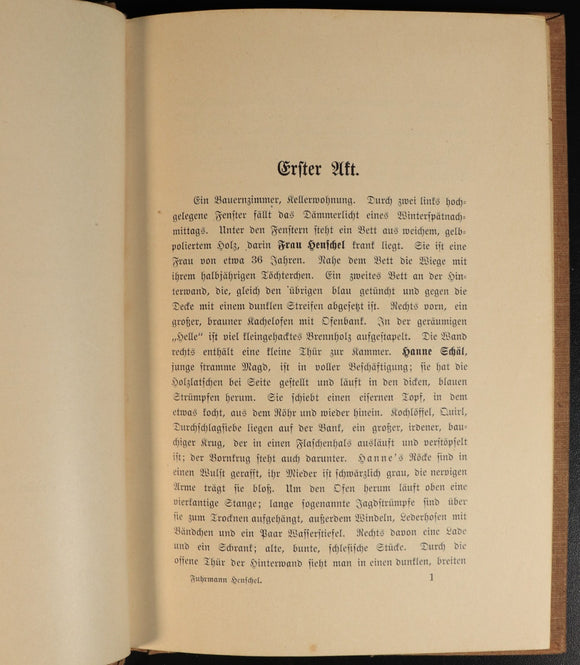 Erster Akt.
Ein Bauernzimmer, Kellerwohnung. Durch zwei links hoch-
gelegene Fenster fällt das Dämmerlicht eines Winterspätnach-
mittags. Unter den Fenstern steht ein Bett aus weichem, gelb-
poliertem Holz, darin Frau Henschel krank liegt. Sie ist eine
Frau von etwa 36 Jahren. Nahe dem Bett die Wiege mit
ihrem halbjährigen Töchterchen. Ein zweites Bett an der Hin-
terwand, die, gleich den übrigen blau getüncht und gegen die
Decke mit einem dunklen Streifen abgesetzt ist. Rechts vorn, ein
großer, brauner Kachelofen mit Ofenbank. In der geräumigen
„Helle“ ist viel kleingehacktes Brennholz aufgestapelt. Die Wand
rechts enthält eine kleine Thür zur Kammer. Hanne Schäl,
junge stramme Magd, ist in voller Beschäftigung; sie hat die
Holzlatschen bei Seite gestellt und läuft in den dicken, blauen
Strümpfen herum. Sie schiebt einen eisernen Topf, in dem
etwas kocht, aus dem Röhr und wieder hinein. Kochlöffel, Quirl,
Durchschlagsiebe liegen auf der Bank, ein großer, irdener, bau-
chiger Krug, der in einen Flaschenhals ausläuft und verstöpselt
ist; der Bornkrug steht auch darunter. Hanne's Röcke sind in
einen Wulst gerafft, ihr Mieder ist schwärzlich grau, die nervigen
Arme trägt sie bloß. Um den Ofen herum läuft oben eine
vierkantige Stange; lange sogenannte Jagdstrümpfe sind über
sie zum Trocknen aufgehängt, außerdem Windeln, Lederhosen mit
Bändchen und ein Paar Wasserstiefel. Rechts davon eine Lade
und ein Schrank; alte, bunte, schlesische Stücke. Durch die
offene Thür der Hinterwand sieht man in einen dunklen, breiten
Fuhrmann Henschel. 1